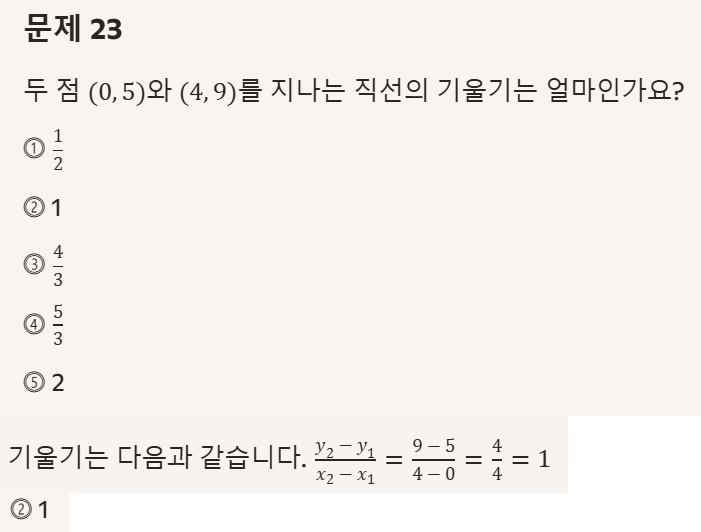 문제 23
두 점 (0, 5)와 (4, 9)를 지나는 직선의 기울기는 얼마인가요?
① 1/2
② 1
③ 4/3
④ 5/3
⑤ 2
기울기는 다음과 같습니다. (y₂ − y₁)/(x₂ − x₁) = (9 − 5)/(4 − 0) = 4/4 = 1
② 1